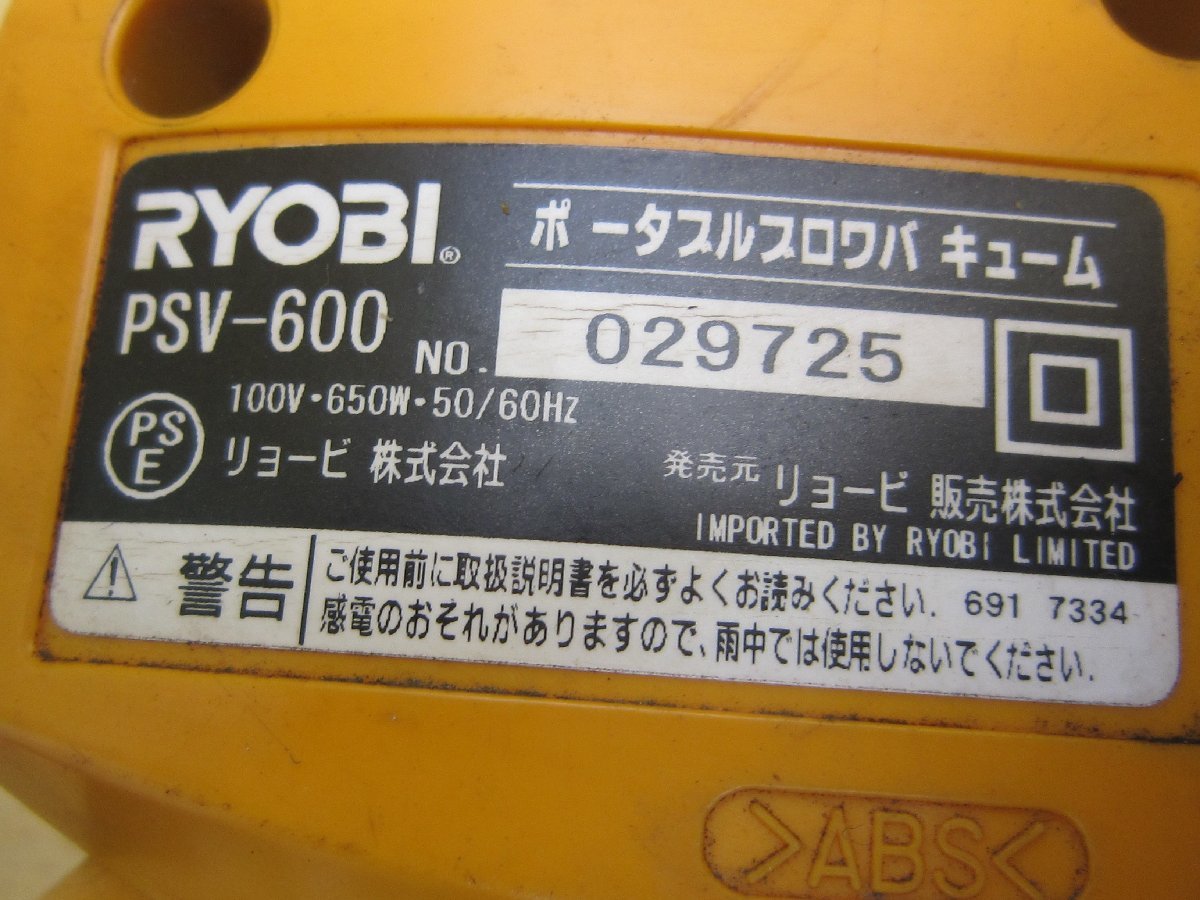 RYOBI®
ポータブルブロワバキューム
PSV-600
NO. 029725
100V・650W・50/60Hz
PS
E
リョービ 株式会社
発売元 リョービ 販売株式会社
IMPORTED BY RYOBI LIMITED
警告
ご使用前に取扱説明書を必ずよくお読みください. 691 7334
感電のおそれがありますので、雨中では使用しないでください.
>ABS<